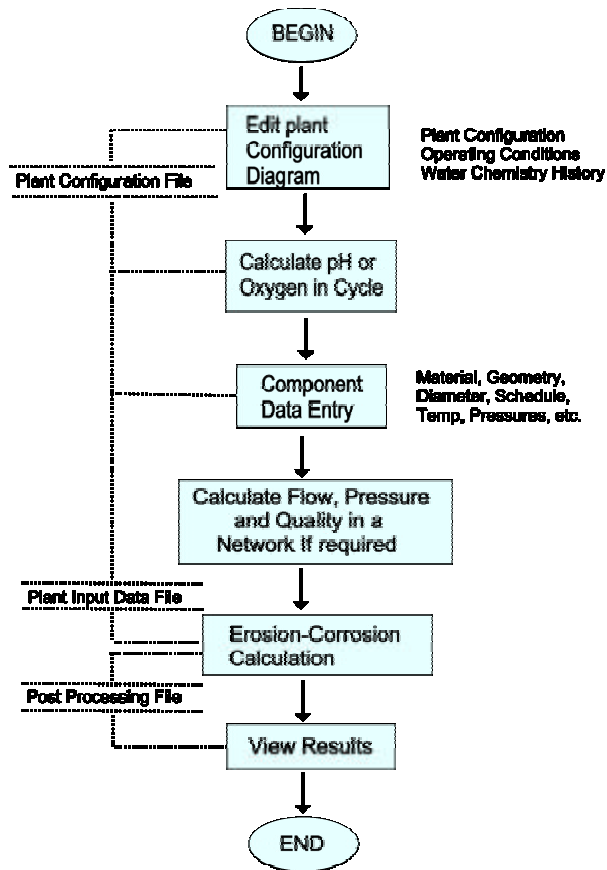 BEGIN
Edit plant
Configuration
Diagram
Plant Configuration
Operating Conditions
Water Chemistry History
Plant Configuration File
Calculate pH or
Oxygen in Cycle
Component
Data Entry
Material, Geometry,
Diameter, Schedule,
Temp, Pressures, etc.
Calculate Flow, Pressure
and Quality in a
Network if required
Plant Input Data File
Erosion-Corrosion
Calculation
Post Processing File
View Results
END